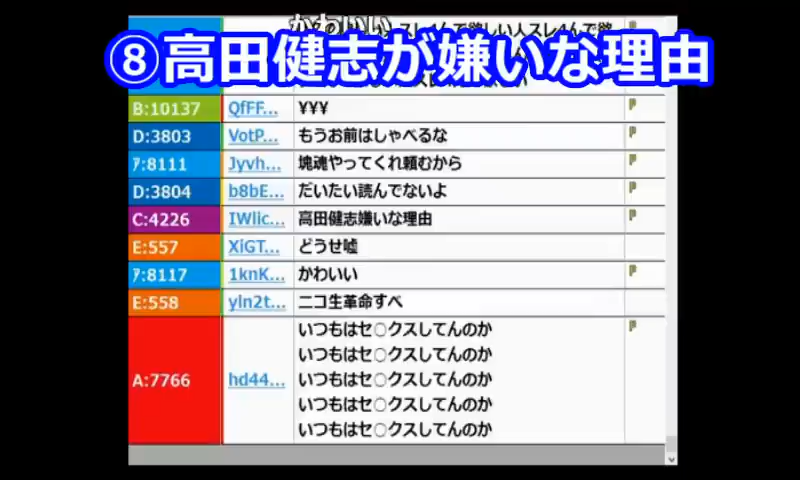 かわいい
⑧高田健志が嫌いな理由
B:10137 QfFF... ¥¥¥
D:3803 VotP... もうお前はしゃべるな
ｱ:8111 Jyvh... 塊魂やってくれ頼むから
D:3804 b8bE... だいたい読んでないよ
C:4226 IWlic... 高田健志嫌いな理由
E:557 XiGT... どうせ嘘
ｱ:8117 1knK... かわいい
E:558 yln2t... ニコ生革命すべ
A:7766 hd44... いつもはセ○クスしてんのか
いつもはセ○クスしてんのか
いつもはセ○クスしてんのか
いつもはセ○クスしてんのか
いつもはセ○クスしてんのか